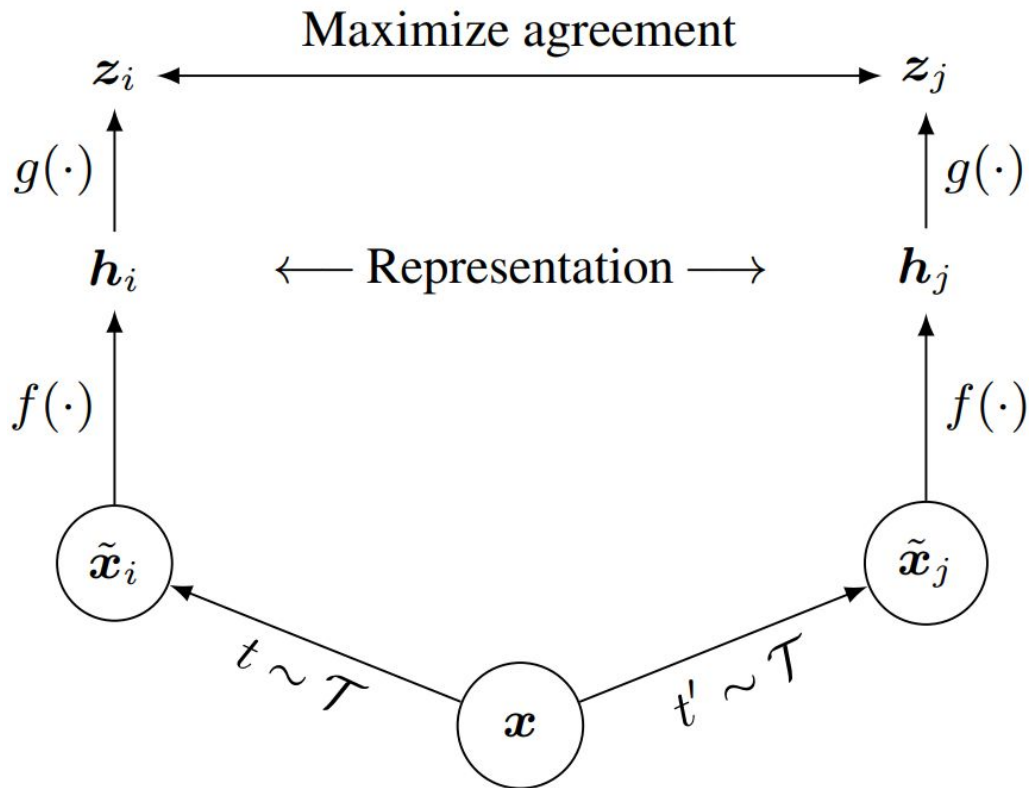 Maximize agreement
z_i z_j
g(·) g(·)
h_i ← Representation → h_j
f(·) f(·)
x̃_i x̃_j
t ∼ 𝒯 t′ ∼ 𝒯
x